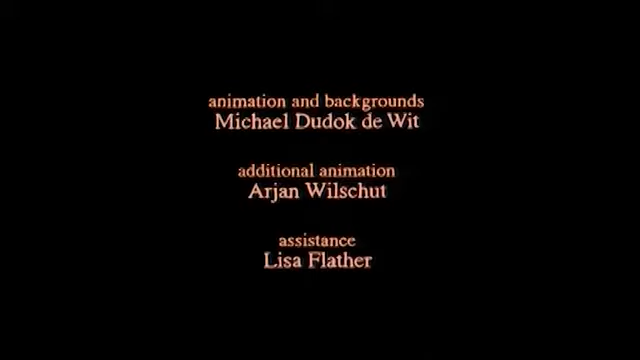 animation and backgrounds
Michael Dudok de Wit
additional animation
Arjan Wilschut
assistance
Lisa Flather